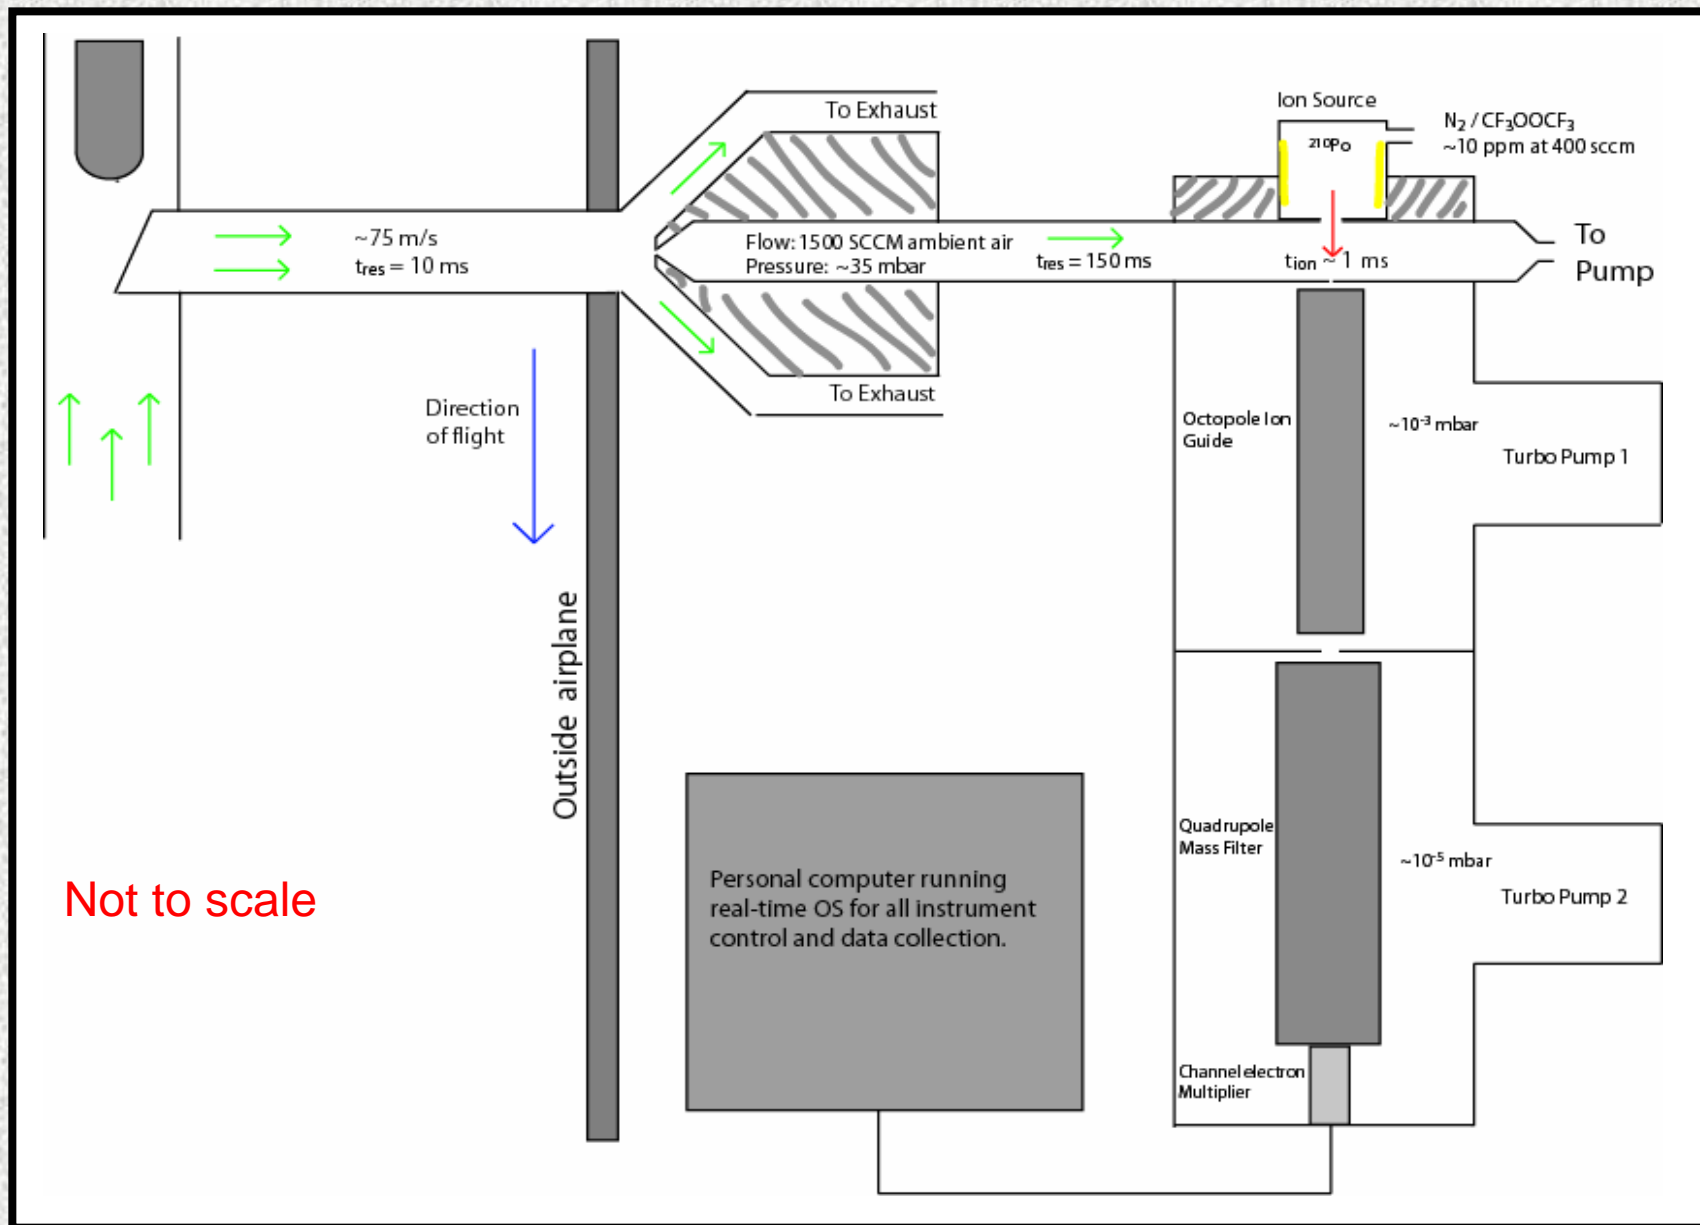 To Exhaust
Ion Source
²¹⁰Po
N₂ / CF₃OOCF₃
~10 ppm at 400 sccm
~75 m/s
tres = 10 ms
Flow: 1500 SCCM ambient air
Pressure: ~35 mbar
tres = 150 ms
tion ~ 1 ms
To
Pump
To Exhaust
Direction
of flight
Octopole Ion
Guide
~10⁻³ mbar
Turbo Pump 1
Outside airplane
Quadrupole
Mass Filter
~10⁻⁵ mbar
Turbo Pump 2
Not to scale
Personal computer running
real-time OS for all instrument
control and data collection.
Channel electron
Multiplier